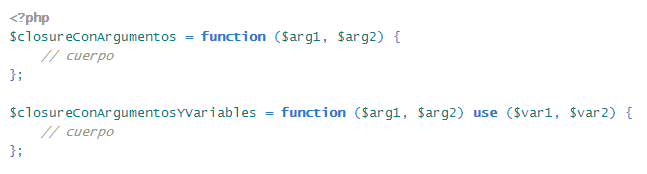 <?php
$closureConArgumentos = function ($arg1, $arg2) {
    // cuerpo
};

$closureConArgumentosYVariables = function ($arg1, $arg2) use ($var1, $var2) {
    // cuerpo
};